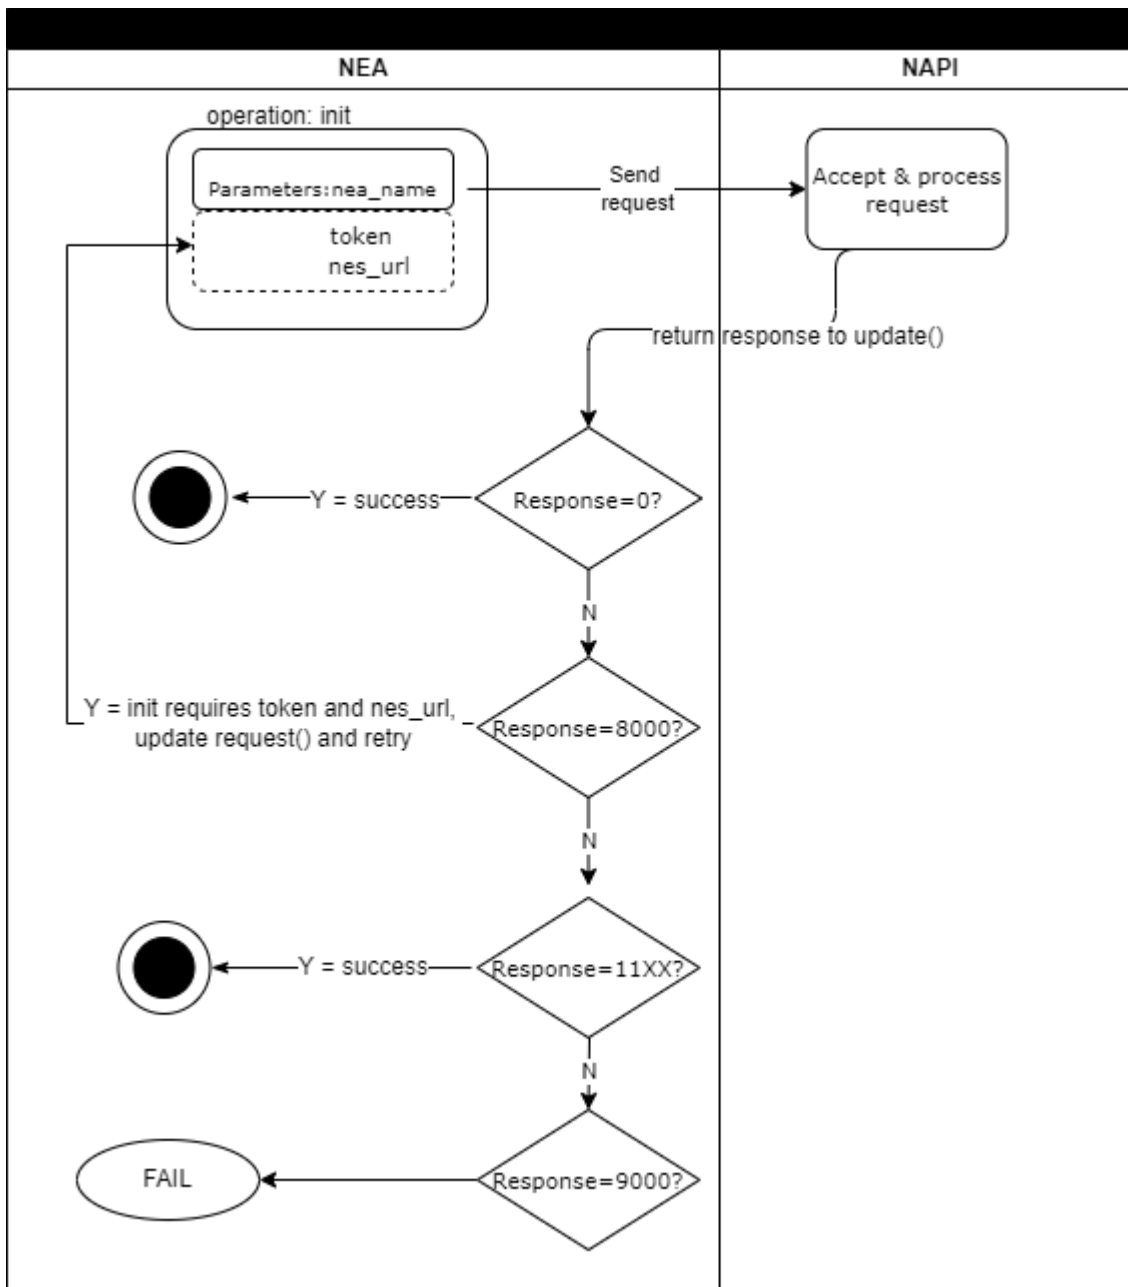 NEA
NAPI
operation: init
Parameters:nea_name
token
nes_url
Send
request
Accept & process
request
return response to update()
Response=0?
Y = success
N
Response=8000?
Y = init requires token and nes_url,
update request() and retry
N
Response=11XX?
Y = success
N
Response=9000?
FAIL